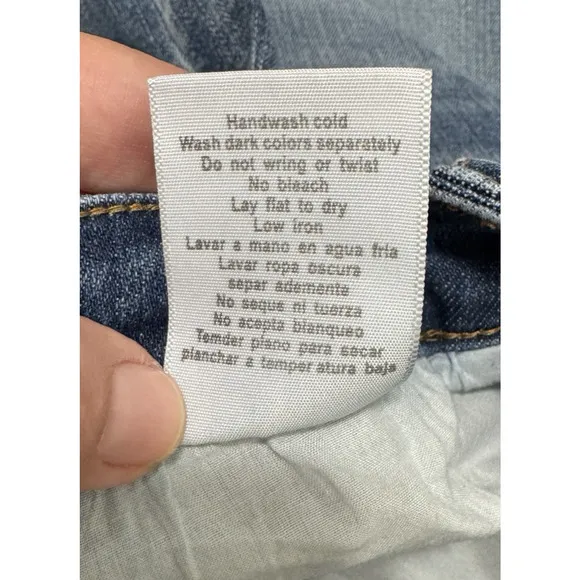 Handwash cold
Wash dark colors separately
Do not wring or twist
No bleach
Lay flat to dry
Low iron
Lavar a mano en agua fria
Lavar ropa oscura
separ ademente
No seque ni tuerza
No acepta blanqueo
Temder piano para secar
pianchar a temper atura baja